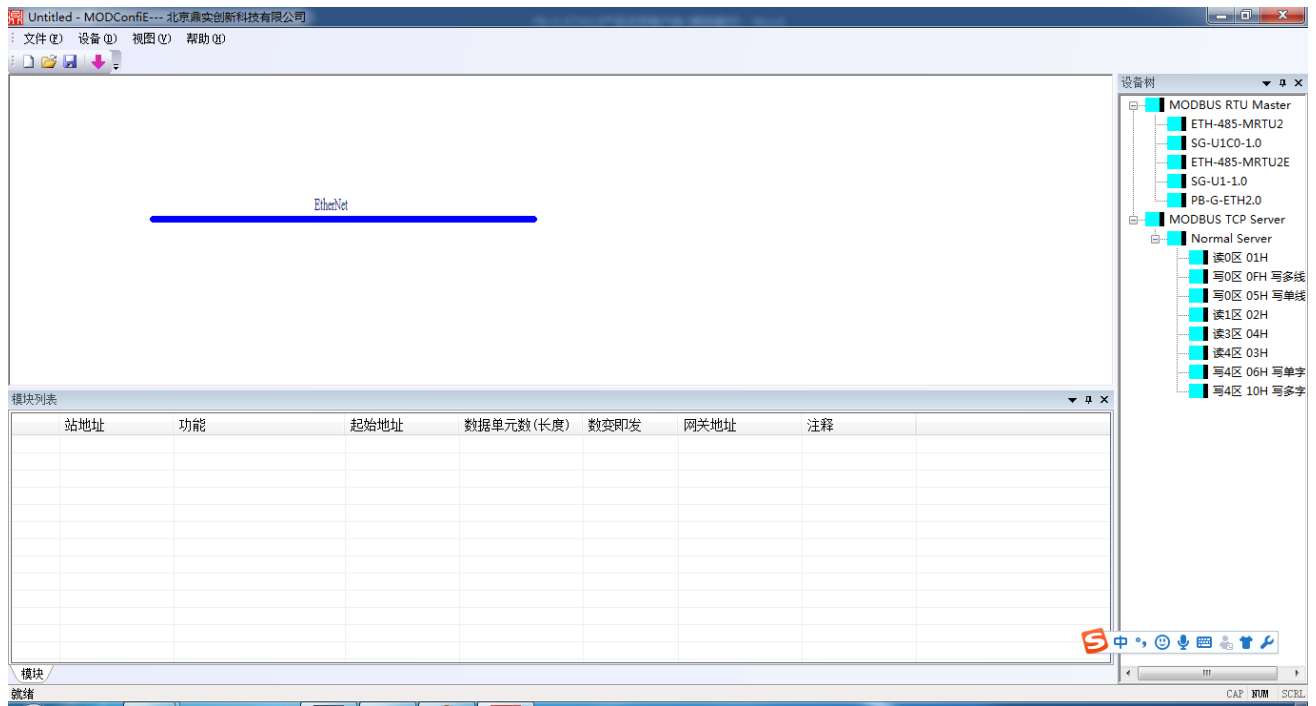 Untitled - MODConfiE--- 北京鼎实创新科技有限公司
文件(F) 设备(D) 视图(V) 帮助(H)
设备树
MODBUS RTU Master
ETH-485-MRTU2
SG-U1C0-1.0
ETH-485-MRTU2E
SG-U1-1.0
PB-G-ETH2.0
MODBUS TCP Server
Normal Server
读0区 01H
写0区 0FH 写多线
写0区 05H 写单线
读1区 02H
读3区 04H
读4区 03H
写4区 06H 写单字
写4区 10H 写多字
EtherNet
模块列表
站地址 功能 起始地址 数据单元数(长度) 数变即发 网关地址 注释
中
模块
就绪
CAP NUM SCRL